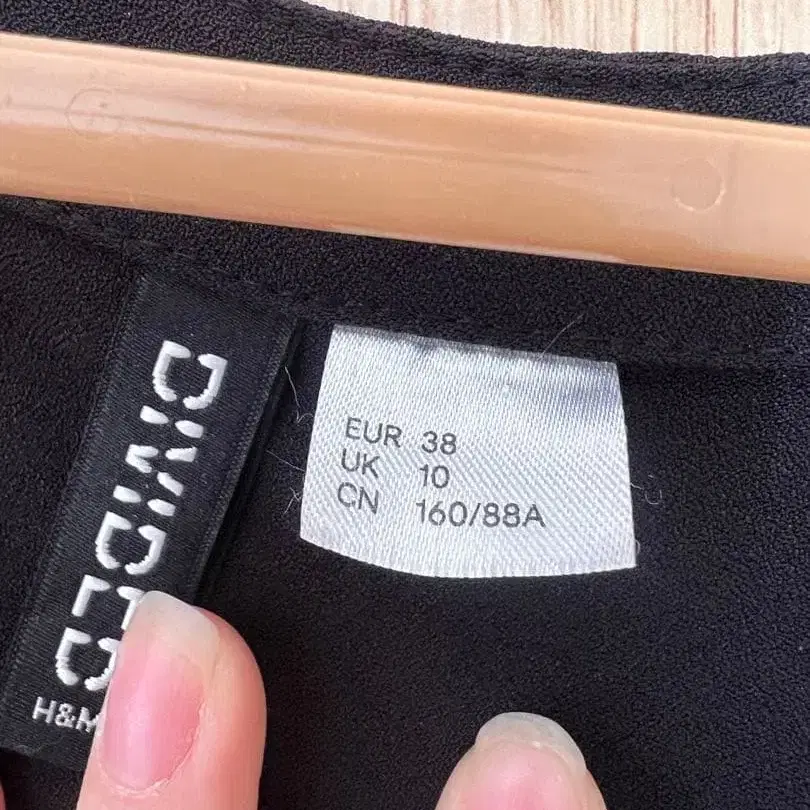 DIVIDED
H&M
EUR 38
UK 10
CN 160/88A